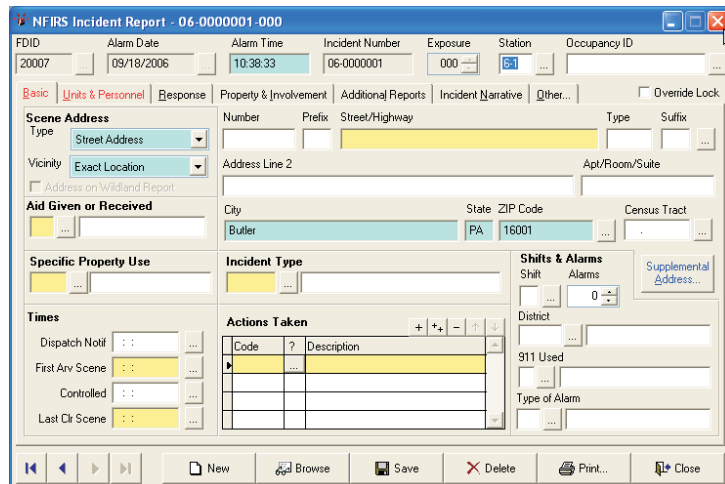 NFIRS Incident Report - 06-0000001-000
FDID Alarm Date Alarm Time Incident Number Exposure Station Occupancy ID
20007 ... 09/18/2006 ... 10:38:33 06-0000001 000 6-1 ... ...
Basic Units & Personnel Response Property & Involvement Additional Reports Incident Narrative Other... Override Lock
Scene Address Number Prefix Street/Highway Type Suffix
Type Street Address ...
Vicinity Exact Location Address Line 2 Apt/Room/Suite
Address on Wildland Report
Aid Given or Received City State ZIP Code Census Tract
... Butler PA 16001 ... . ...
Specific Property Use Incident Type Shifts & Alarms
... ... Shift Alarms Supplemental
... 0 Address...
Times Actions Taken + ++ - ↑ ↓ District
Dispatch Notif : : ... Code ? Description ...
First Arv Scene : : ... ... 911 Used
Controlled : : ... ...
Last Clr Scene : : ... Type of Alarm
...
New Browse Save Delete Print... Close